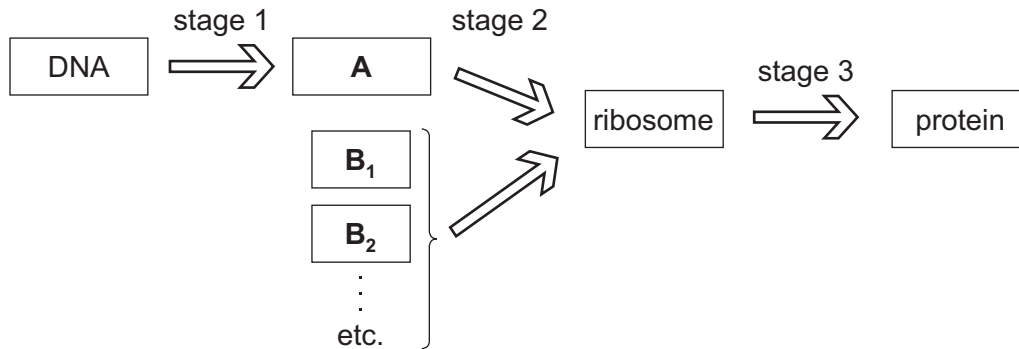 stage 1
stage 2
DNA
A
stage 3
ribosome
protein
B₁
B₂
etc.